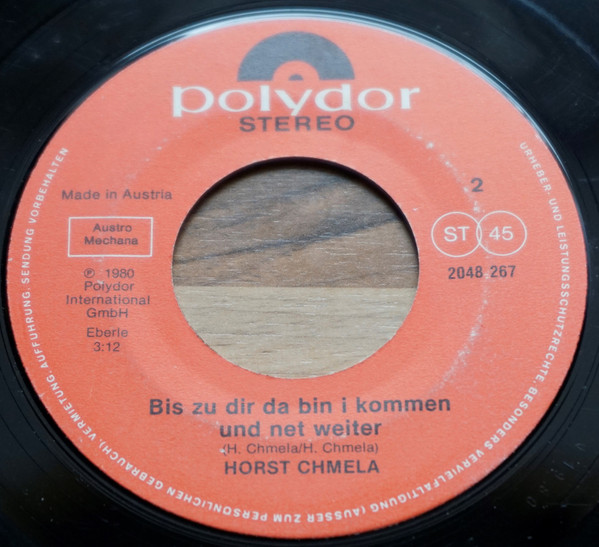 polydor
STEREO
Made in Austria
2
Austro
Mechana
ST 45
2048 267
℗ 1980
Polydor
International
GmbH
Eberle
3:12
Bis zu dir da bin i kommen
und net weiter
(H. Chmela/H. Chmela)
HORST CHMELA
URHEBER- UND LEISTUNGSSCHUTZRECHTE, BESONDERS VERVIELFÄLTIGUNG (AUSSER ZUM PERSÖNLICHEN GEBRAUCH), VERMIETUNG, AUFFÜHRUNG, SENDUNG VORBEHALTEN